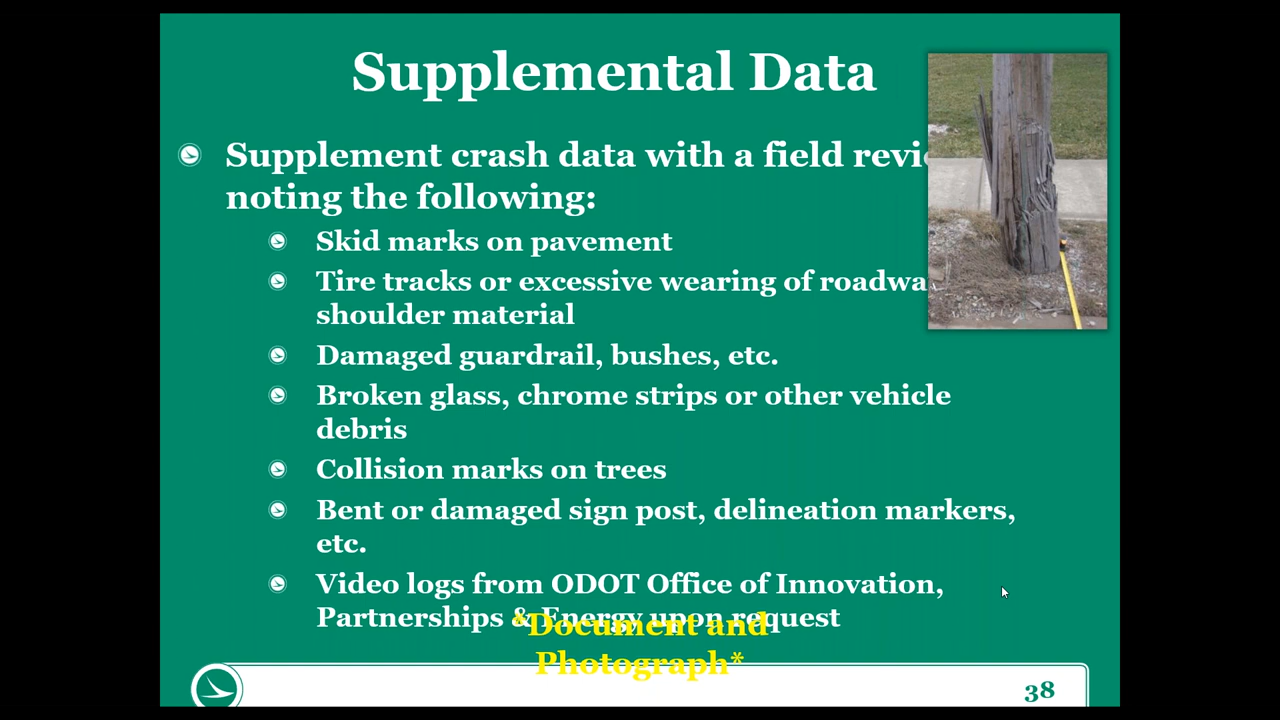 Supplemental Data
Supplement crash data with a field
noting the following:
Skid marks on pavement
Tire tracks or excessive wearing of
shoulder material
Damaged guardrail, bushes, etc.
Broken glass, chrome strips or other vehicle
debris
Collision marks on trees
Bent or damaged sign post, delineation markers,
etc.
Video logs from ODOT Office of Innovation,
Partnerships & Energy upon request
*Document and
Photograph*
38